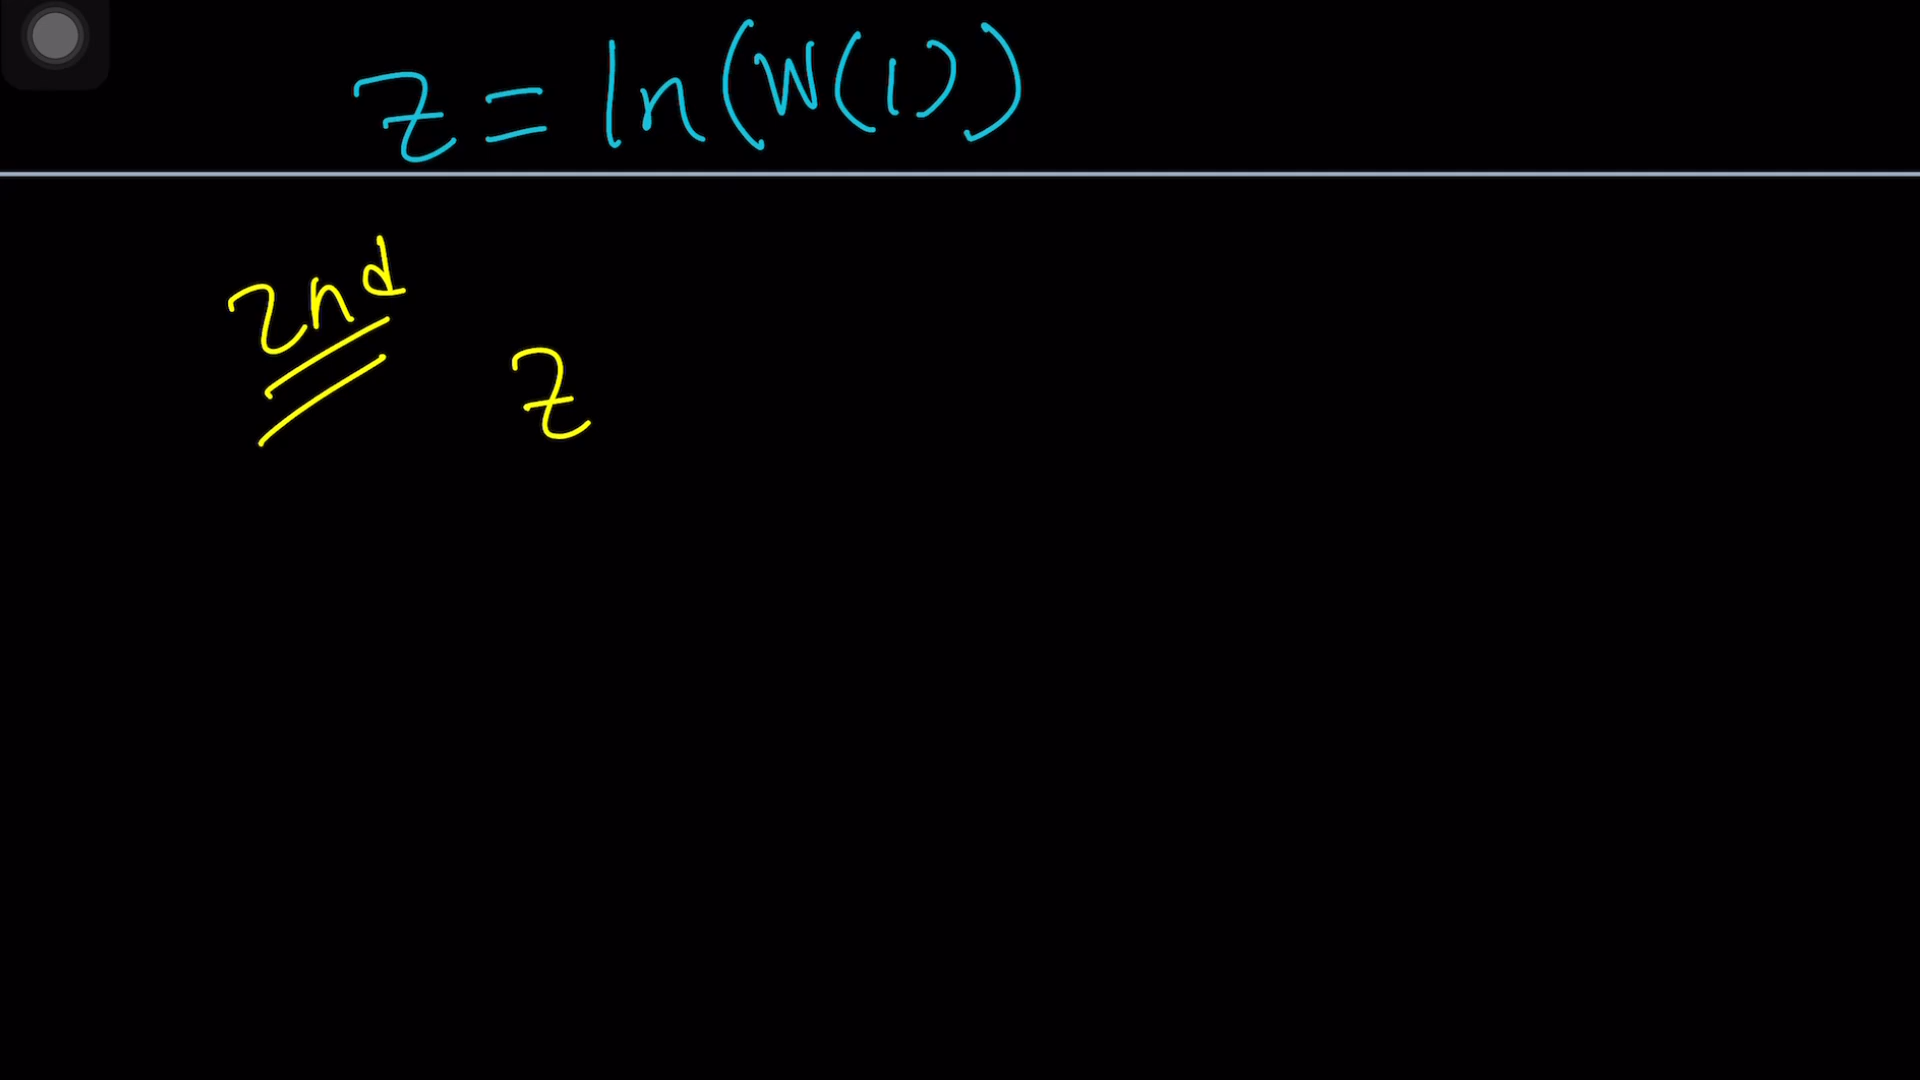 z = ln(W(1))
2nd
z